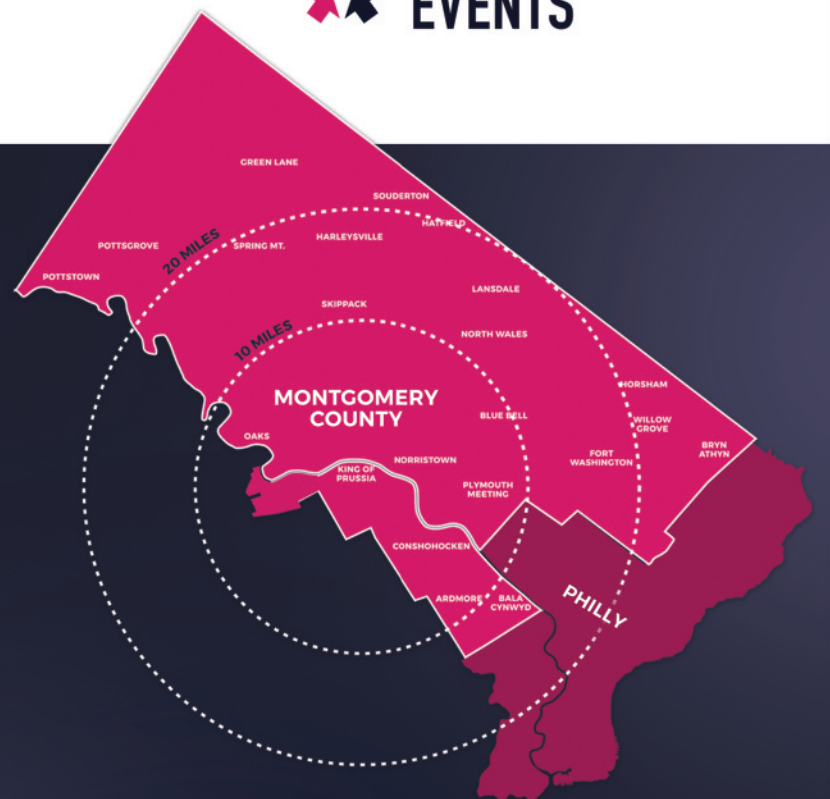 EVENTS
GREEN LANE
SOUDERTON
HATFIELD
HARLEYSVILLE
20 MILES
SPRING MT.
POTTSGROVE
POTTSTOWN
LANSDALE
SKIPPACK
10 MILES
NORTH WALES
HORSHAM
MONTGOMERY
COUNTY
BLUE BELL
WILLOW
GROVE
OAKS
BRYN
ATHYN
FORT
WASHINGTON
NORRISTOWN
KING OF
PRUSSIA
PLYMOUTH
MEETING
CONSHOHOCKEN
ARDMORE
BALA
CYNWYD
PHILLY